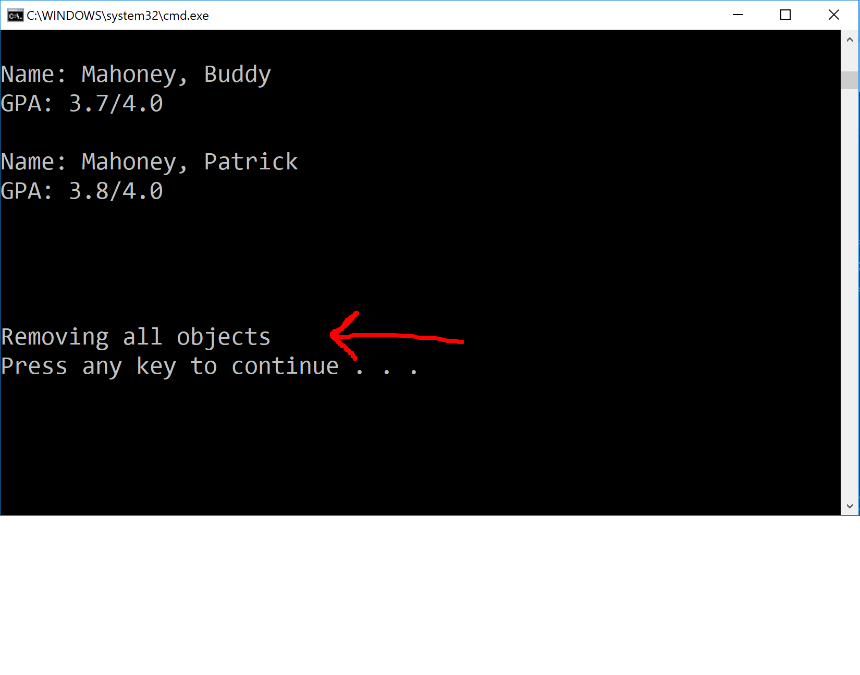 C:\WINDOWS\system32\cmd.exe
Name: Mahoney, Buddy
GPA: 3.7/4.0
Name: Mahoney, Patrick
GPA: 3.8/4.0
Removing all objects
Press any key to continue . . .